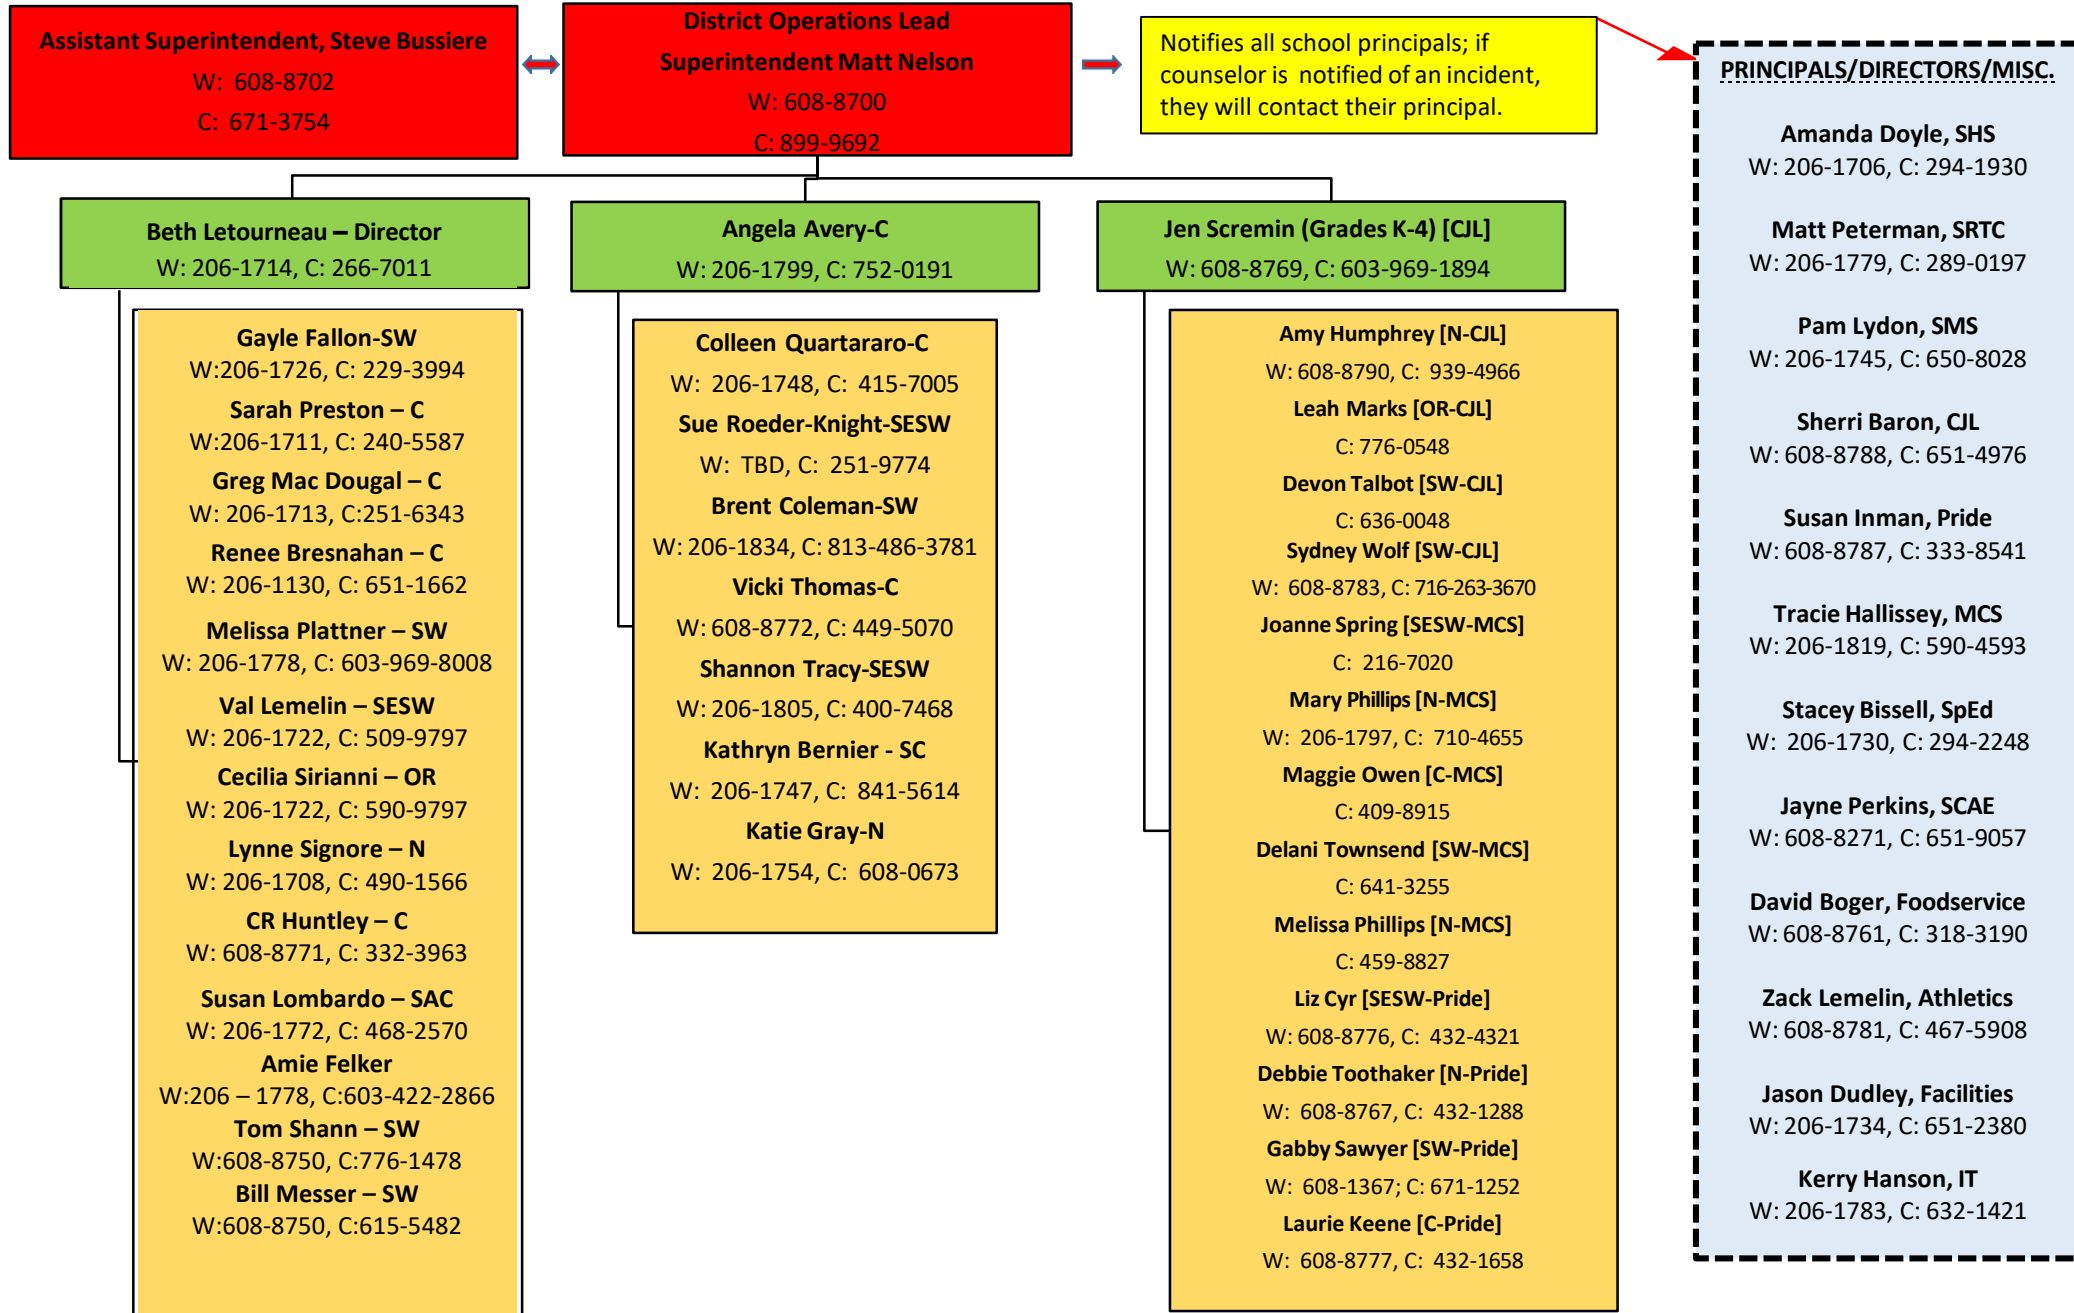 Assistant Superintendent, Steve Bussiere
W: 608-8702
C: 671-3754
District Operations Lead
Superintendent Matt Nelson
W: 608-8700
C: 899-9692
Notifies all school principals; if
counselor is notified of an incident,
they will contact their principal.
Beth Letourneau – Director
W: 206-1714, C: 266-7011
Gayle Fallon-SW
W:206-1726, C: 229-3994
Sarah Preston – C
W:206-1711, C: 240-5587
Greg Mac Dougal – C
W: 206-1713, C:251-6343
Renee Bresnahan – C
W: 206-1130, C: 651-1662
Melissa Plattner – SW
W: 206-1778, C: 603-969-8008
Val Lemelin – SESW
W: 206-1722, C: 509-9797
Cecilia Sirianni – OR
W: 206-1722, C: 590-9797
Lynne Signore – N
W: 206-1708, C: 490-1566
CR Huntley – C
W: 608-8771, C: 332-3963
Susan Lombardo – SAC
W: 206-1772, C: 468-2570
Amie Felker
W:206 – 1778, C:603-422-2866
Tom Shann – SW
W:608-8750, C:776-1478
Bill Messer – SW
W:608-8750, C:615-5482
Angela Avery-C
W: 206-1799, C: 752-0191
Colleen Quartararo-C
W: 206-1748, C: 415-7005
Sue Roeder-Knight-SESW
W: TBD, C: 251-9774
Brent Coleman-SW
W: 206-1834, C: 813-486-3781
Vicki Thomas-C
W: 608-8772, C: 449-5070
Shannon Tracy-SESW
W: 206-1805, C: 400-7468
Kathryn Bernier - SC
W: 206-1747, C: 841-5614
Katie Gray-N
W: 206-1754, C: 608-0673
Jen Scremin (Grades K-4) [CJL]
W: 608-8769, C: 603-969-1894
Amy Humphrey [N-CJL]
W: 608-8790, C: 939-4966
Leah Marks [OR-CJL]
C: 776-0548
Devon Talbot [SW-CJL]
C: 636-0048
Sydney Wolf [SW-CJL]
W: 608-8783, C: 716-263-3670
Joanne Spring [SESW-MCS]
C: 216-7020
Mary Phillips [N-MCS]
W: 206-1797, C: 710-4655
Maggie Owen [C-MCS]
C: 409-8915
Delani Townsend [SW-MCS]
C: 641-3255
Melissa Phillips [N-MCS]
C: 459-8827
Liz Cyr [SESW-Pride]
W: 608-8776, C: 432-4321
Debbie Toothaker [N-Pride]
W: 608-8767, C: 432-1288
Gabby Sawyer [SW-Pride]
W: 608-1367; C: 671-1252
Laurie Keene [C-Pride]
W: 608-8777, C: 432-1658
PRINCIPALS/DIRECTORS/MISC.
Amanda Doyle, SHS
W: 206-1706, C: 294-1930
Matt Peterman, SRTC
W: 206-1779, C: 289-0197
Pam Lydon, SMS
W: 206-1745, C: 650-8028
Sherri Baron, CJL
W: 608-8788, C: 651-4976
Susan Inman, Pride
W: 608-8787, C: 333-8541
Tracie Hallissey, MCS
W: 206-1819, C: 590-4593
Stacey Bissell, SpEd
W: 206-1730, C: 294-2248
Jayne Perkins, SCAE
W: 608-8271, C: 651-9057
David Boger, Foodservice
W: 608-8761, C: 318-3190
Zack Lemelin, Athletics
W: 608-8781, C: 467-5908
Jason Dudley, Facilities
W: 206-1734, C: 651-2380
Kerry Hanson, IT
W: 206-1783, C: 632-1421